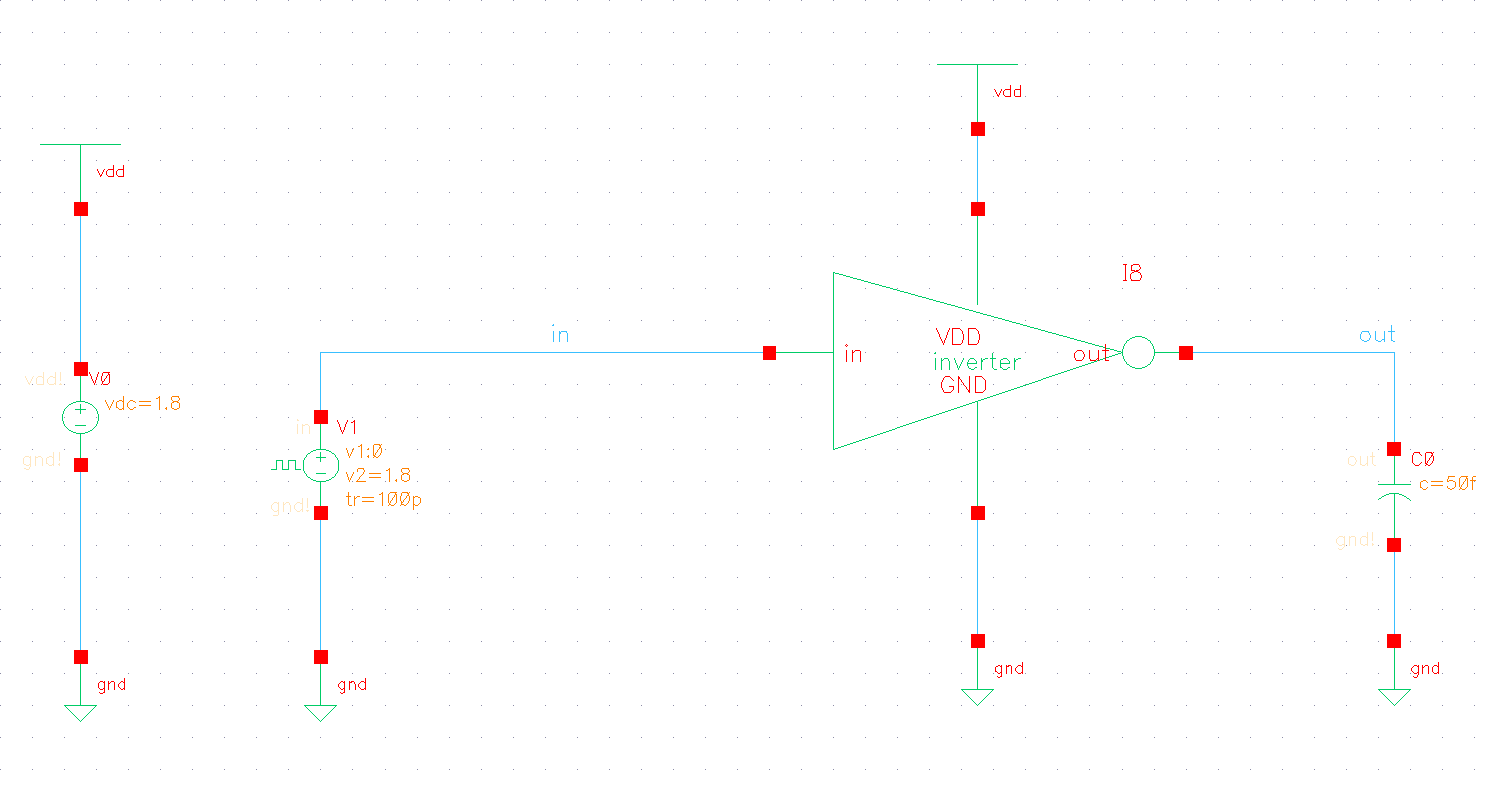 vdd
vdd
I8
in
out
VDD
in
inverter
out
GND
vdd!
V0
vdc=1.8
gnd!
in
V1
v1:0
v2=1.8
tr=100p
gnd!
out
C0
c=50f
gnd!
gnd
gnd
gnd
gnd